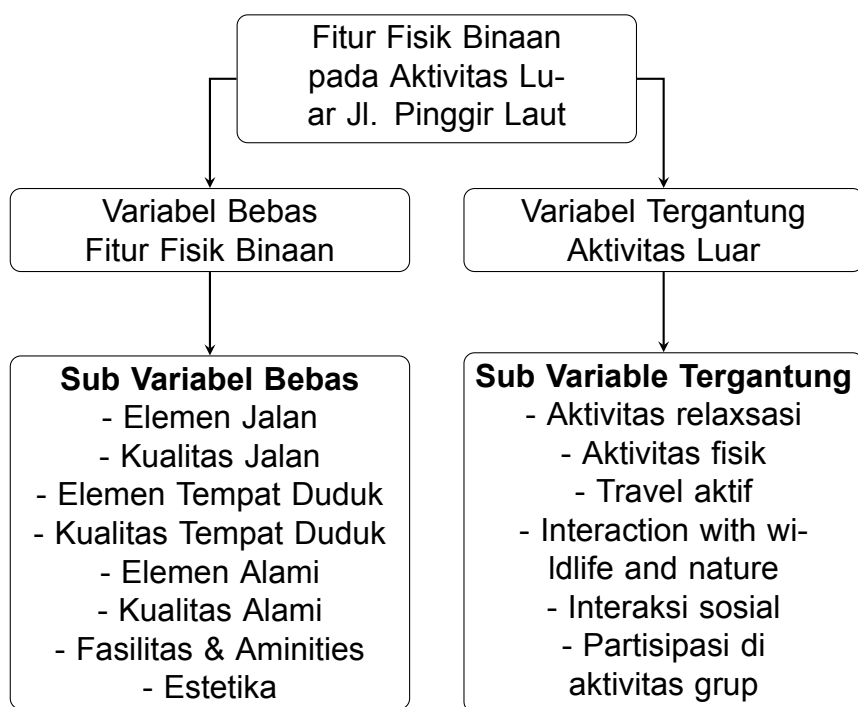 Fitur Fisik Binaan
pada Aktivitas Lu-
ar Jl. Pinggir Laut
Variabel Bebas
Fitur Fisik Binaan
Variabel Tergantung
Aktivitas Luar
Sub Variabel Bebas
- Elemen Jalan
- Kualitas Jalan
- Elemen Tempat Duduk
- Kualitas Tempat Duduk
- Elemen Alami
- Kualitas Alami
- Fasilitas & Aminities
- Estetika
Sub Variable Tergantung
- Aktivitas relaxsasi
- Aktivitas fisik
- Travel aktif
- Interaction with wi-
ldlife and nature
- Interaksi sosial
- Partisipasi di
aktivitas grup